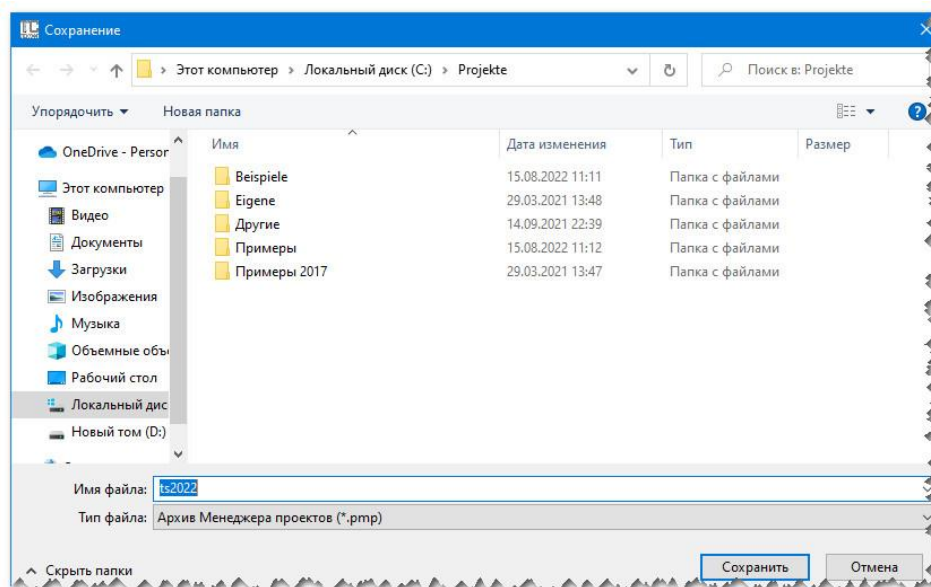 Сохранение
Этот компьютер › Локальный диск (C:) › Projekte
Поиск в: Projekte
Упорядочить Новая папка
Имя Дата изменения Тип Размер
OneDrive - Person
Этот компьютер
Видео
Документы
Загрузки
Изображения
Музыка
Объемные объ
Рабочий стол
Локальный дис
Новый том (D:)
Beispiele 15.08.2022 11:11 Папка с файлами
Eigene 29.03.2021 13:48 Папка с файлами
Другие 14.09.2021 22:39 Папка с файлами
Примеры 15.08.2022 11:12 Папка с файлами
Примеры 2017 29.03.2021 13:47 Папка с файлами
Имя файла: ts2022
Тип файла: Архив Менеджера проектов (*.pmp)
Скрыть папки Сохранить Отмена